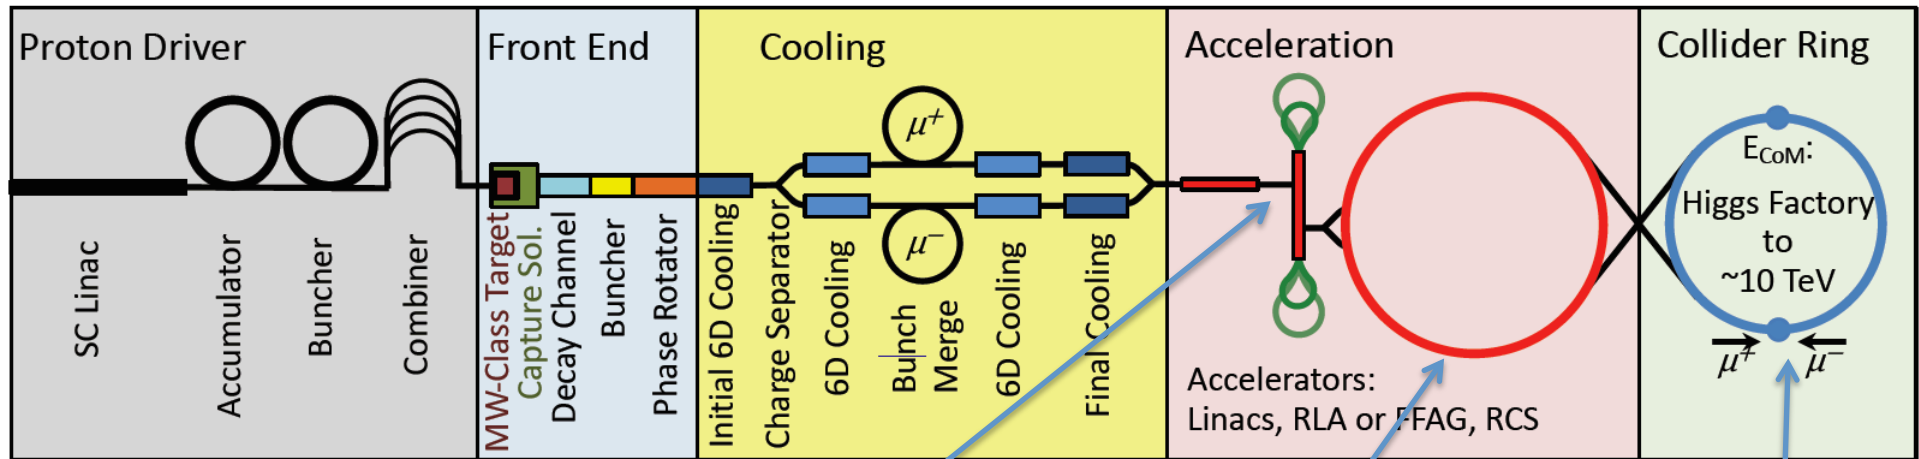 Proton Driver
SC Linac
Accumulator
Buncher
Combiner
Front End
MW-Class Target
Capture Sol.
Decay Channel
Buncher
Phase Rotator
Cooling
μ+
μ−
Initial 6D Cooling
Charge Separator
6D Cooling
Bunch
Merge
6D Cooling
Final Cooling
Acceleration
Accelerators:
Linacs, RLA or FFAG, RCS
Collider Ring
ECoM:
Higgs Factory
to
~10 TeV
μ+ μ−